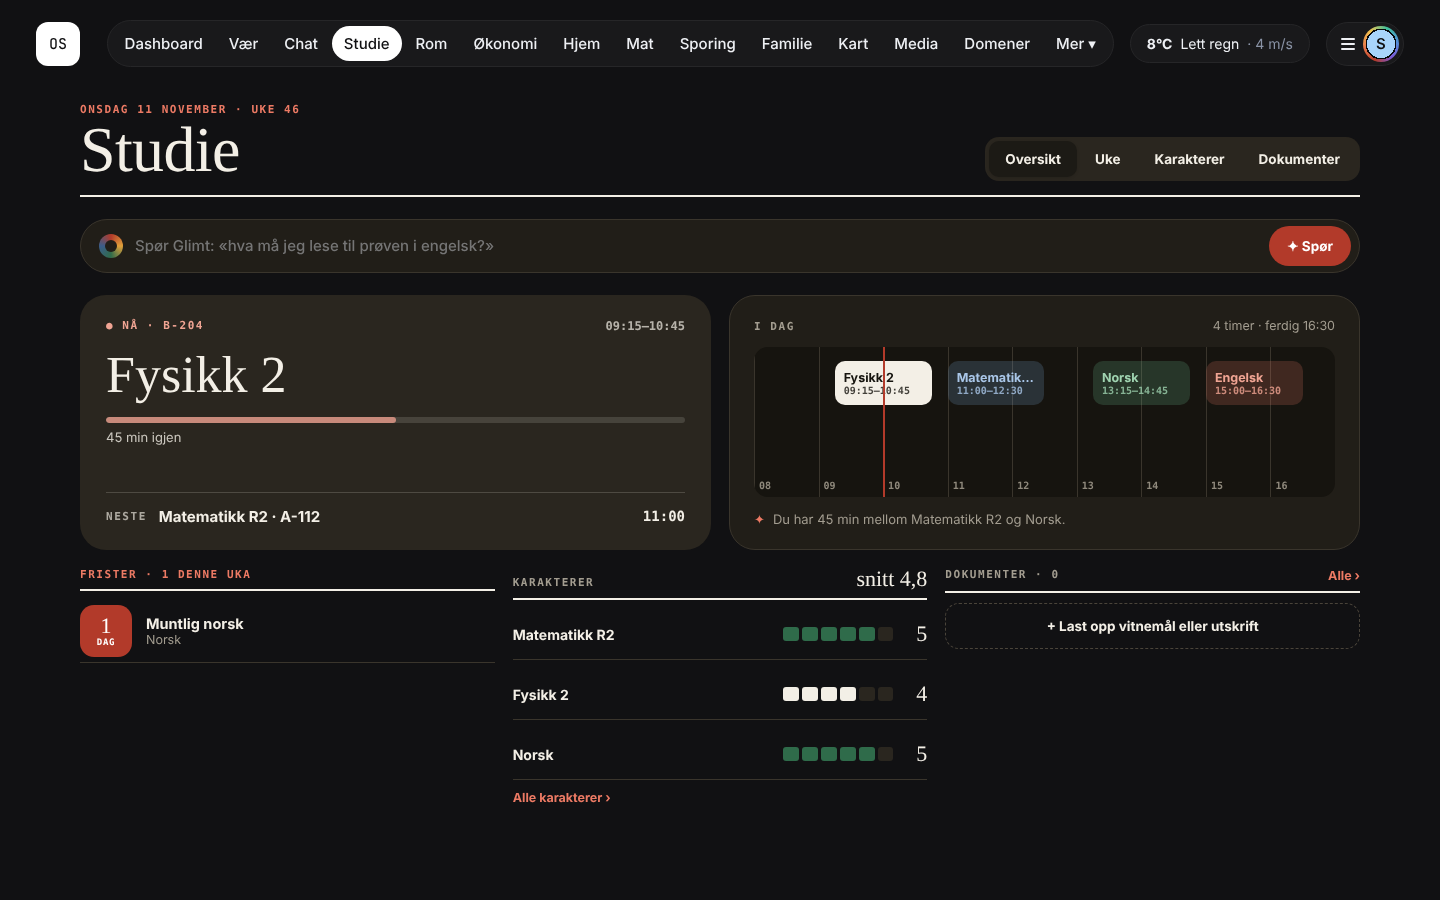 OS
Dashboard Vær Chat Studie Rom Økonomi Hjem Mat Sporing Familie Kart Media Domener Mer ▾
8°C Lett regn · 4 m/s
S
ONSDAG 11 NOVEMBER · UKE 46
Studie
Oversikt Uke Karakterer Dokumenter
Spør Glimt: «hva må jeg lese til prøven i engelsk?»
✦ Spør
● NÅ · B-204
09:15–10:45
Fysikk 2
45 min igjen
NESTE Matematikk R2 · A-112 11:00
I DAG
4 timer · ferdig 16:30
Fysikk 2
09:15–10:45
Matematik…
11:00–12:30
Norsk
13:15–14:45
Engelsk
15:00–16:30
08 09 10 11 12 13 14 15 16
✦ Du har 45 min mellom Matematikk R2 og Norsk.
FRISTER · 1 DENNE UKA
1
DAG
Muntlig norsk
Norsk
KARAKTERER snitt 4,8
Matematikk R2 5
Fysikk 2 4
Norsk 5
Alle karakterer ›
DOKUMENTER · 0 Alle ›
+ Last opp vitnemål eller utskrift